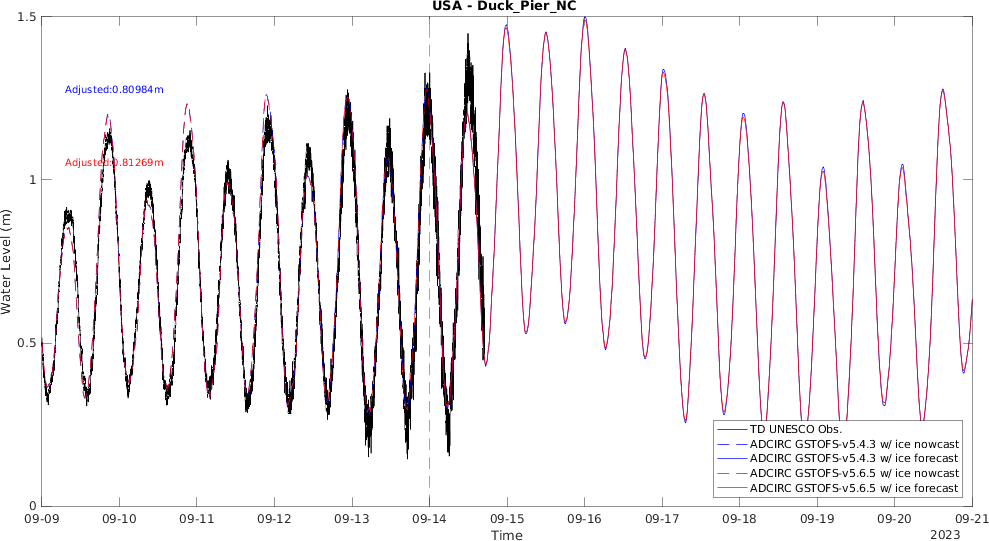 USA - Duck_Pier_NC
1.5
Adjusted:0.80984m
Adjusted:0.81269m
1
Water Level (m)
0.5
TD UNESCO Obs.
ADCIRC GSTOFS-v5.4.3 w/ ice nowcast
ADCIRC GSTOFS-v5.4.3 w/ ice forecast
ADCIRC GSTOFS-v5.6.5 w/ ice nowcast
ADCIRC GSTOFS-v5.6.5 w/ ice forecast
0
09-09 09-10 09-11 09-12 09-13 09-14 09-15 09-16 09-17 09-18 09-19 09-20 09-21
Time 2023